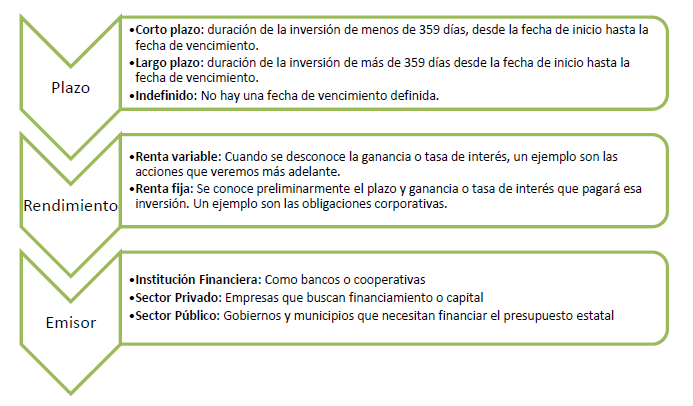 Plazo
•Corto plazo: duración de la inversión de menos de 359 días, desde la fecha de inicio hasta la
fecha de vencimiento.
•Largo plazo: duración de la inversión de más de 359 días desde la fecha de inicio hasta la
fecha de vencimiento.
•Indefinido: No hay una fecha de vencimiento definida.
Rendimiento
•Renta variable: Cuando se desconoce la ganancia o tasa de interés, un ejemplo son las
acciones que veremos más adelante.
•Renta fija: Se conoce preliminarmente el plazo y ganancia o tasa de interés que pagará esa
inversión. Un ejemplo son las obligaciones corporativas.
Emisor
•Institución Financiera: Como bancos o cooperativas
•Sector Privado: Empresas que buscan financiamiento o capital
•Sector Público: Gobiernos y municipios que necesitan financiar el presupuesto estatal